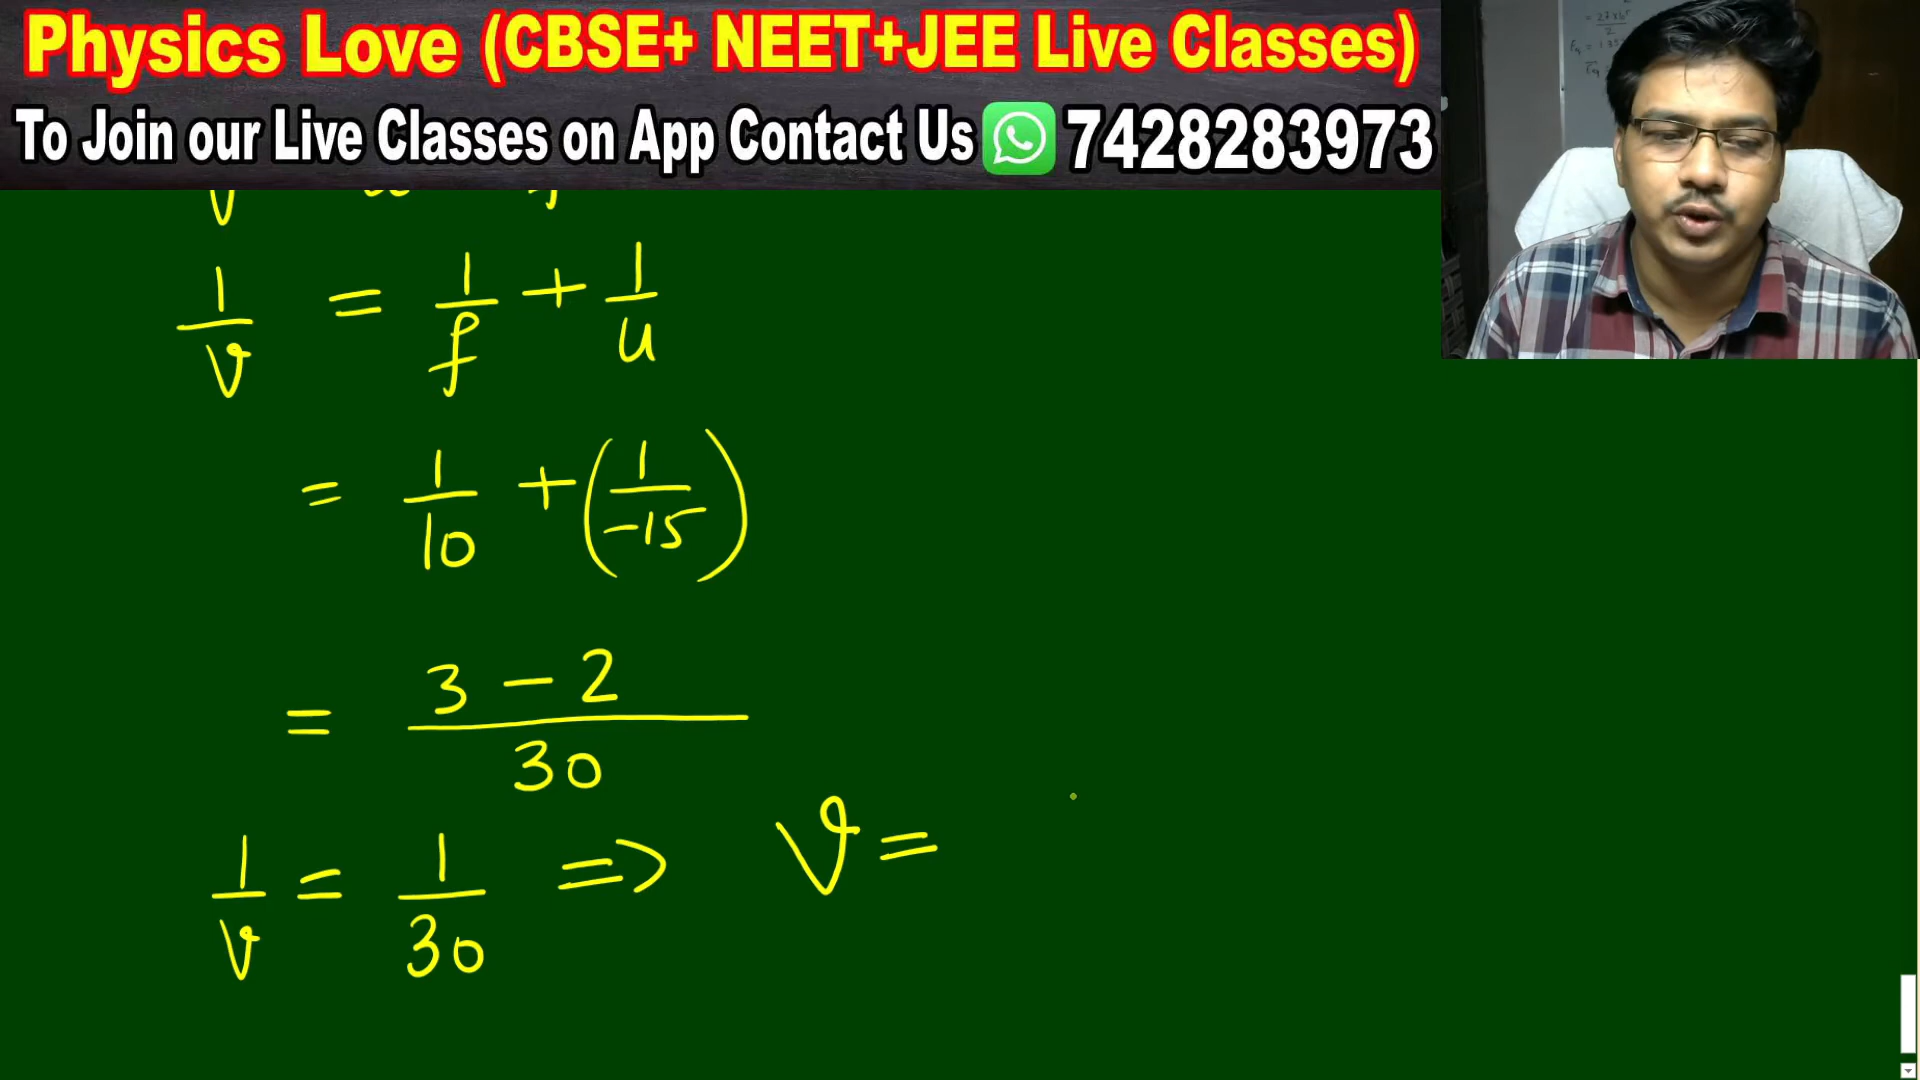 Physics Love (CBSE+ NEET+JEE Live Classes)
To Join our Live Classes on App Contact Us 7428283973
1/v = 1/f + 1/u
= 1/10 + (1/-15)
= 3 - 2/30
1/v = 1/30 => v =